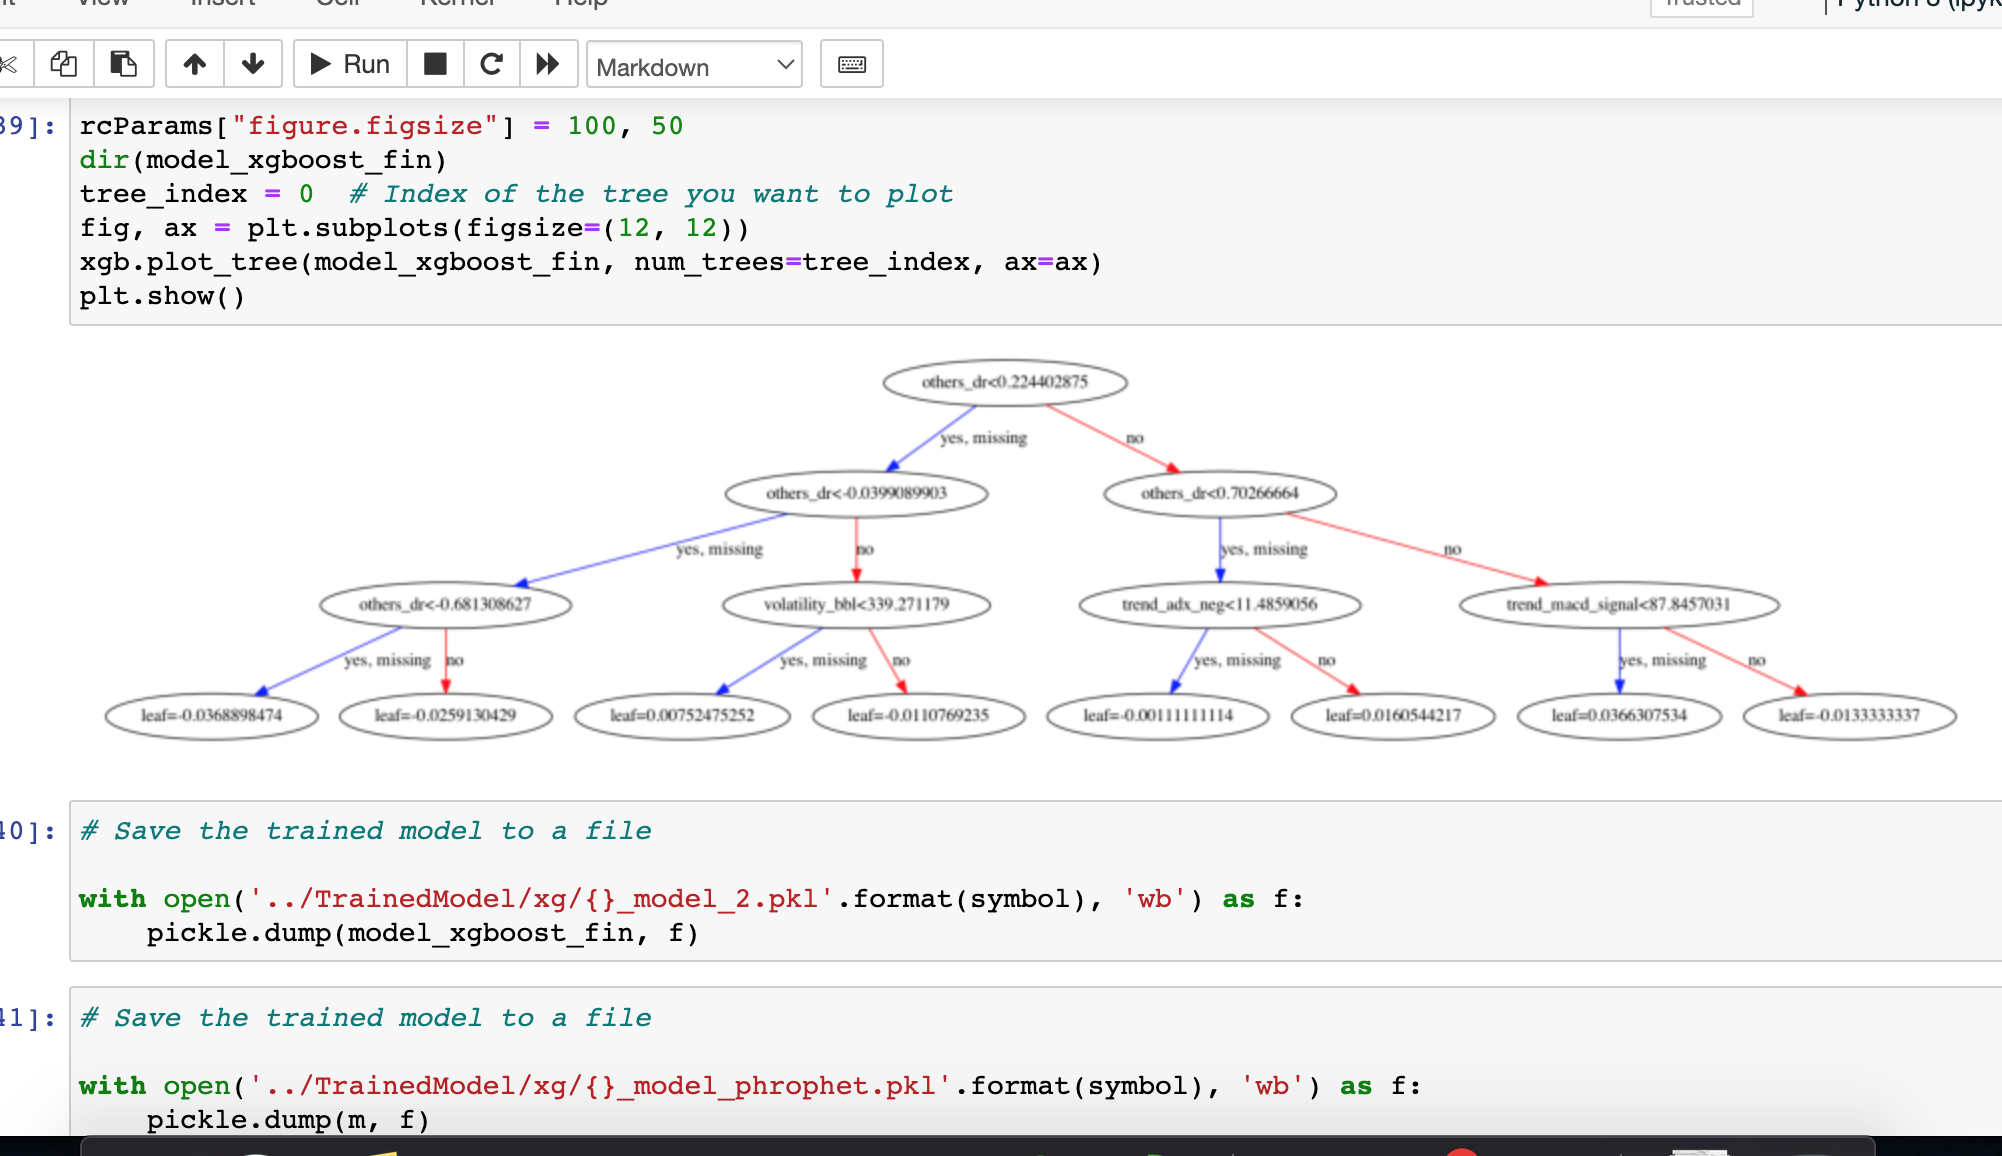 View Insert Cell Kernel Help Trusted
Run Markdown
39]: rcParams["figure.figsize"] = 100, 50
dir(model_xgboost_fin)
tree_index = 0  # Index of the tree you want to plot
fig, ax = plt.subplots(figsize=(12, 12))
xgb.plot_tree(model_xgboost_fin, num_trees=tree_index, ax=ax)
plt.show()
others_dr<0.224402875
yes, missing no
others_dr<-0.0399089903 others_dr<0.70266664
yes, missing no yes, missing no
others_dr<-0.681308627 volatility_bbl<339.271179 trend_adx_neg<11.4859056 trend_macd_signal<87.8457031
yes, missing no yes, missing no yes, missing no yes, missing no
leaf=-0.0368898474 leaf=-0.0259130429 leaf=0.00752475252 leaf=-0.0110769235 leaf=-0.00111111114 leaf=0.0160544217 leaf=0.0366307534 leaf=-0.0133333337
40]: # Save the trained model to a file
with open('../TrainedModel/xg/{}_model_2.pkl'.format(symbol), 'wb') as f:
    pickle.dump(model_xgboost_fin, f)
41]: # Save the trained model to a file
with open('../TrainedModel/xg/{}_model_phrophet.pkl'.format(symbol), 'wb') as f:
    pickle.dump(m, f)